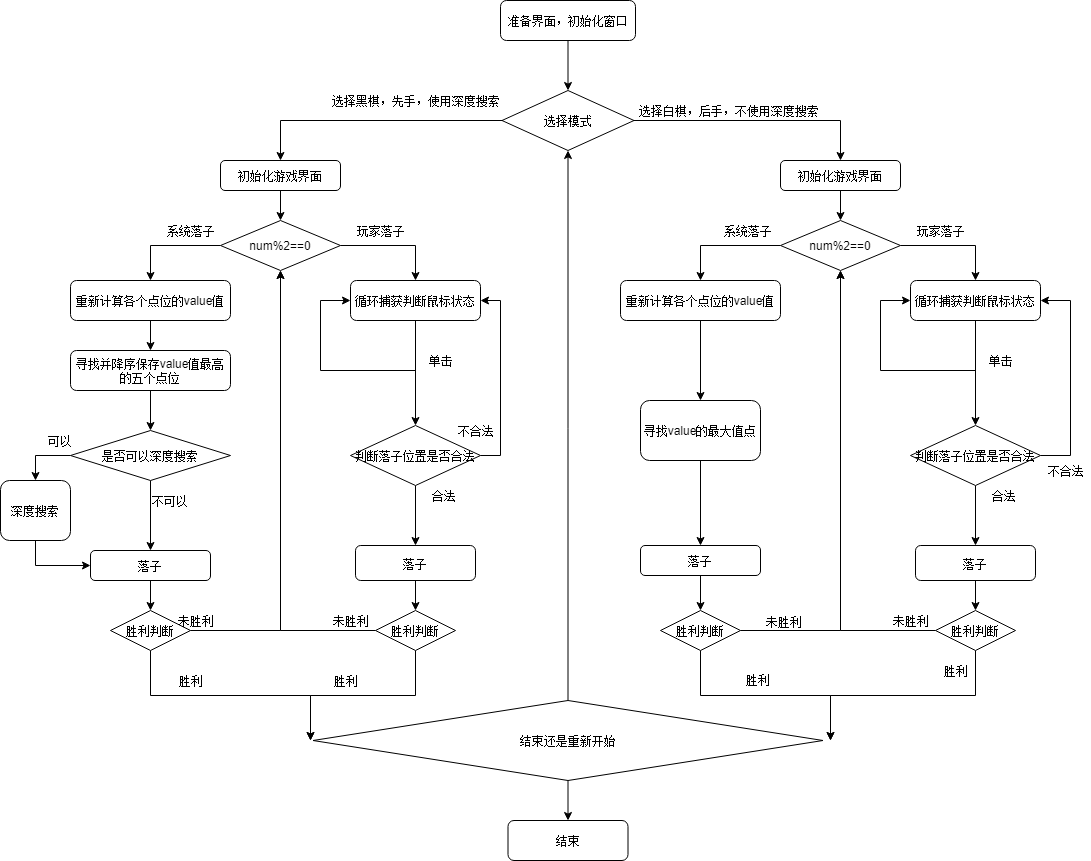 准备界面，初始化窗口
选择黑棋，先手，使用深度搜索
选择模式
选择白棋，后手，不使用深度搜索
初始化游戏界面
初始化游戏界面
系统落子
num%2==0
玩家落子
系统落子
num%2==0
玩家落子
重新计算各个点位的value值
循环捕获判断鼠标状态
重新计算各个点位的value值
循环捕获判断鼠标状态
寻找并降序保存value值最高
的五个点位
单击
单击
可以
是否可以深度搜索
不合法
判断落子位置是否合法
寻找value的最大值点
判断落子位置是否合法
不合法
深度搜索
不可以
合法
合法
落子
落子
落子
落子
胜利判断
未胜利
未胜利
胜利判断
胜利判断
未胜利
未胜利
胜利判断
胜利
胜利
胜利
胜利
结束还是重新开始
结束